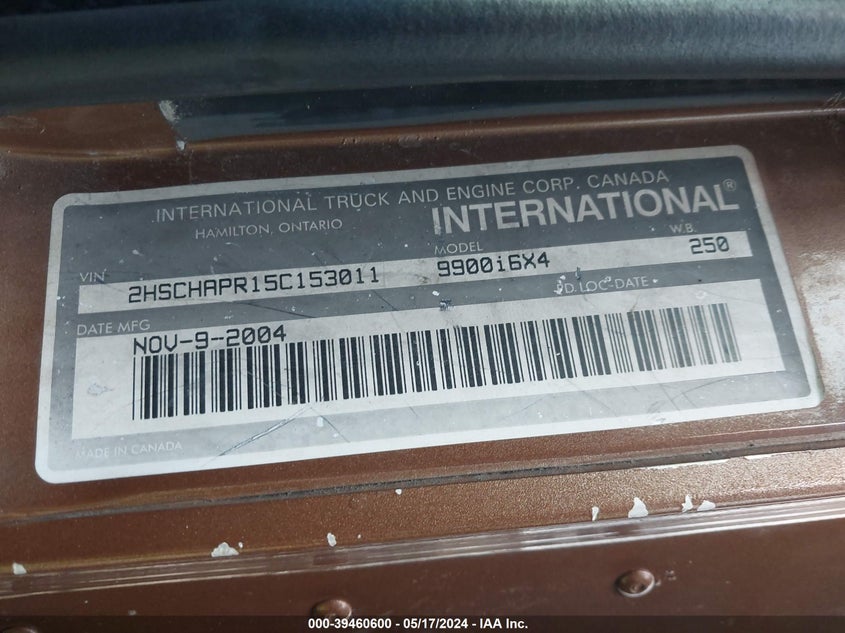 INTERNATIONAL TRUCK AND ENGINE CORP. CANADA
HAMILTON, ONTARIO
INTERNATIONAL®
VIN 2HSCHAPR15C153011
MODEL 9900i6X4
W.B. 250
DATE MFG NOV-9-2004
P.D. LOC-DATE
MADE IN CANADA
000-39460600 - 05/17/2024 - IAA Inc.